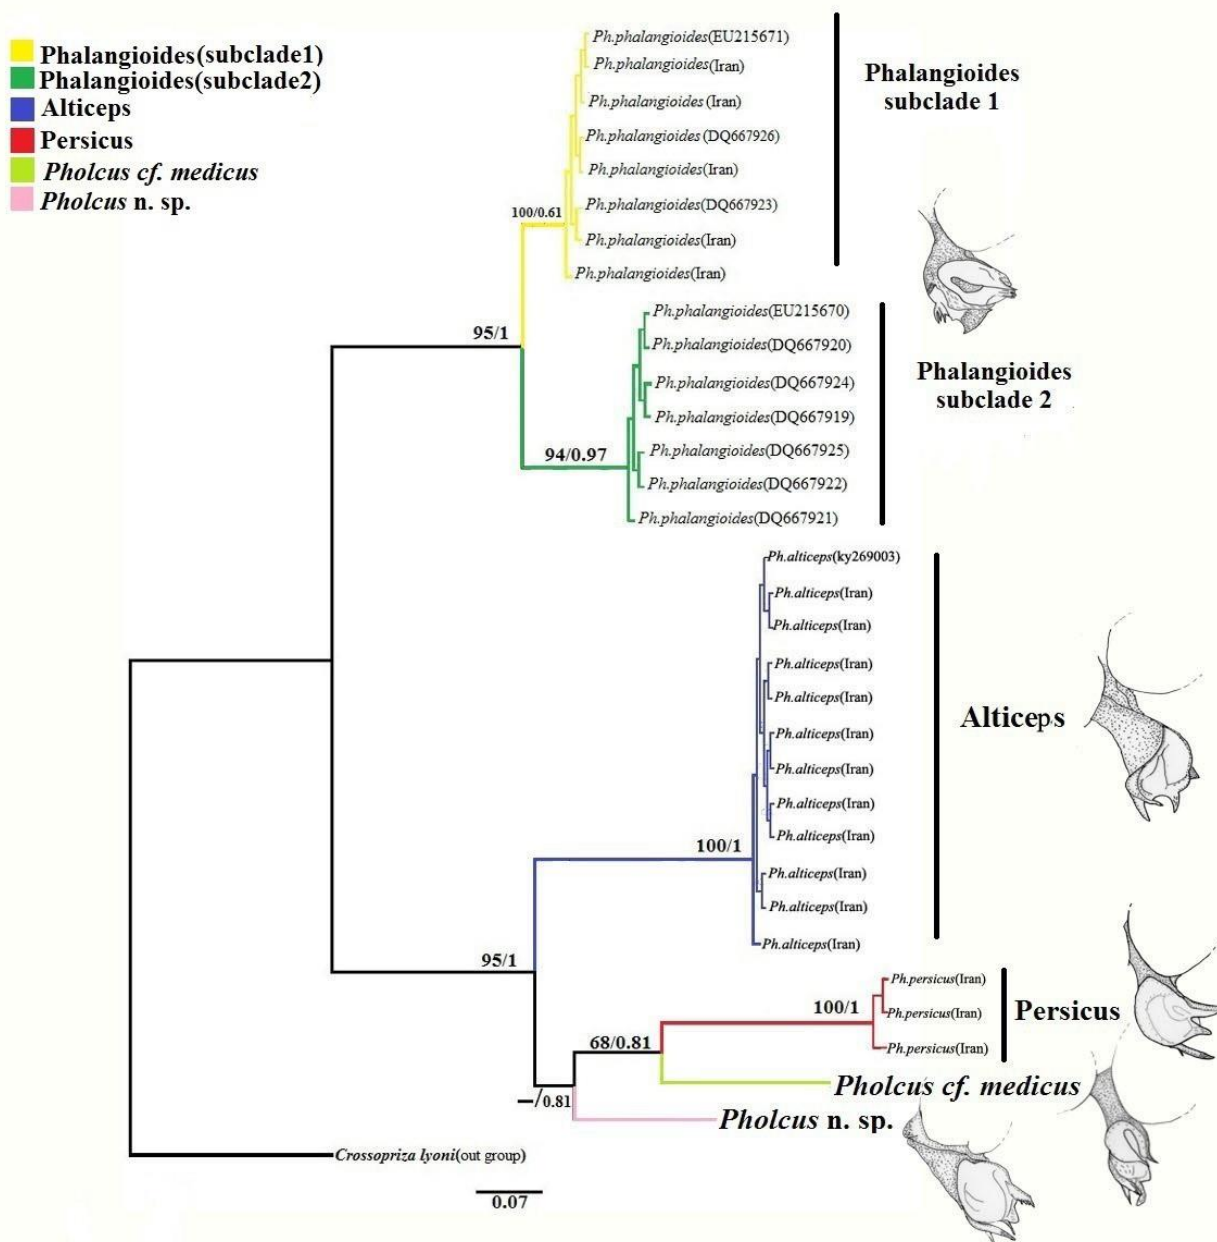 Phalangioides(subclade1)
Phalangioides(subclade2)
Alticeps
Persicus
Pholcus cf. medicus
Pholcus n. sp.
Ph.phalangioides(EU215671)
Ph.phalangioides(Iran)
Ph.phalangioides(Iran)
Ph.phalangioides(DQ667926)
Ph.phalangioides(Iran)
Ph.phalangioides(DQ667923)
Ph.phalangioides(Iran)
Ph.phalangioides(Iran)
100/0.61
Phalangioides
subclade 1
95/1
Ph.phalangioides(EU215670)
Ph.phalangioides(DQ667920)
Ph.phalangioides(DQ667924)
Ph.phalangioides(DQ667919)
Ph.phalangioides(DQ667925)
Ph.phalangioides(DQ667922)
Ph.phalangioides(DQ667921)
94/0.97
Phalangioides
subclade 2
Ph.alticeps(ky269003)
Ph.alticeps(Iran)
Ph.alticeps(Iran)
Ph.alticeps(Iran)
Ph.alticeps(Iran)
Ph.alticeps(Iran)
Ph.alticeps(Iran)
Ph.alticeps(Iran)
Ph.alticeps(Iran)
Ph.alticeps(Iran)
Ph.alticeps(Iran)
Ph.alticeps(Iran)
100/1
Alticeps
95/1
Ph.persicus(Iran)
Ph.persicus(Iran)
Ph.persicus(Iran)
100/1
Persicus
68/0.81
Pholcus cf. medicus
–/0.81
Pholcus n. sp.
Crossopriza lyoni(out group)
0.07